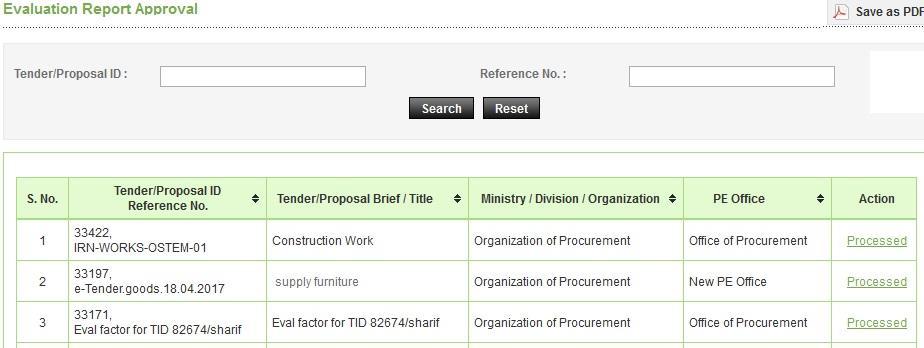 Evaluation Report Approval
Save as PDF
Tender/Proposal ID :
Reference No. :
Search Reset
S. No. Tender/Proposal ID Reference No. Tender/Proposal Brief / Title Ministry / Division / Organization PE Office Action
1 33422, IRN-WORKS-OSTEM-01 Construction Work Organization of Procurement Office of Procurement Processed
2 33197, e-Tender.goods.18.04.2017 supply furniture Organization of Procurement New PE Office Processed
3 33171, Eval factor for TID 82674/sharif Eval factor for TID 82674/sharif Organization of Procurement Office of Procurement Processed